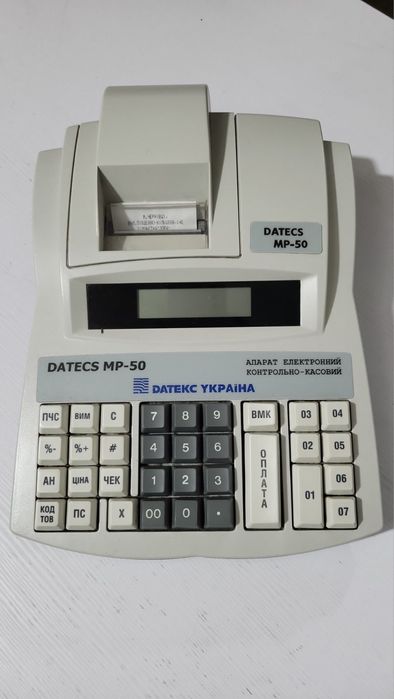 DATECS
MP-50
DATECS MP-50
АПАРАТ ЕЛЕКТРОННИЙ
КОНТРОЛЬНО-КАСОВИЙ
ДАТЕКС УКРАЇНА
ПЧС ВИМ С 7 8 9 ВМК 03 04
%- %+ # 4 5 6 ОПЛАТА 02 05
АН ЦІНА ЧЕК 1 2 3 01 06
КОД ТОВ ПС X 00 0 . 07